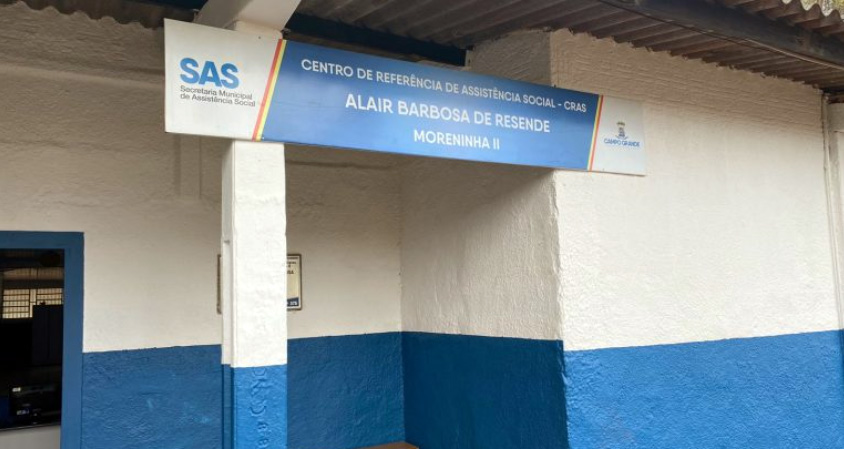 SAS
Secretaria Municipal
de Assistência Social
CENTRO DE REFERÊNCIA DE ASSISTÊNCIA SOCIAL - CRAS
ALAIR BARBOSA DE RESENDE
MORENINHA II
CAMPO GRANDE